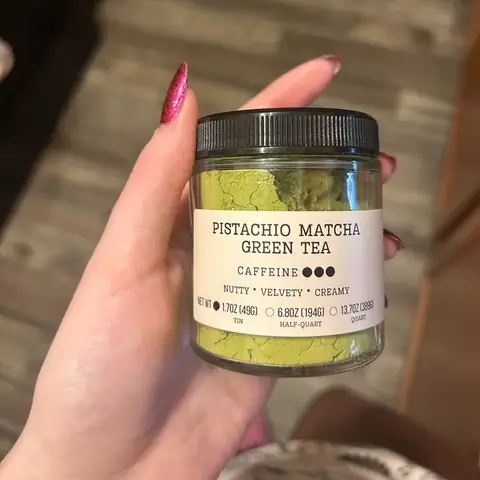 PISTACHIO MATCHA
GREEN TEA
CAFFEINE ●●●
NUTTY * VELVETY * CREAMY
NET WT ● 1.7OZ (49G) ○ 6.8OZ (194G) ○ 13.7OZ (389G)
TIN HALF-QUART QUART